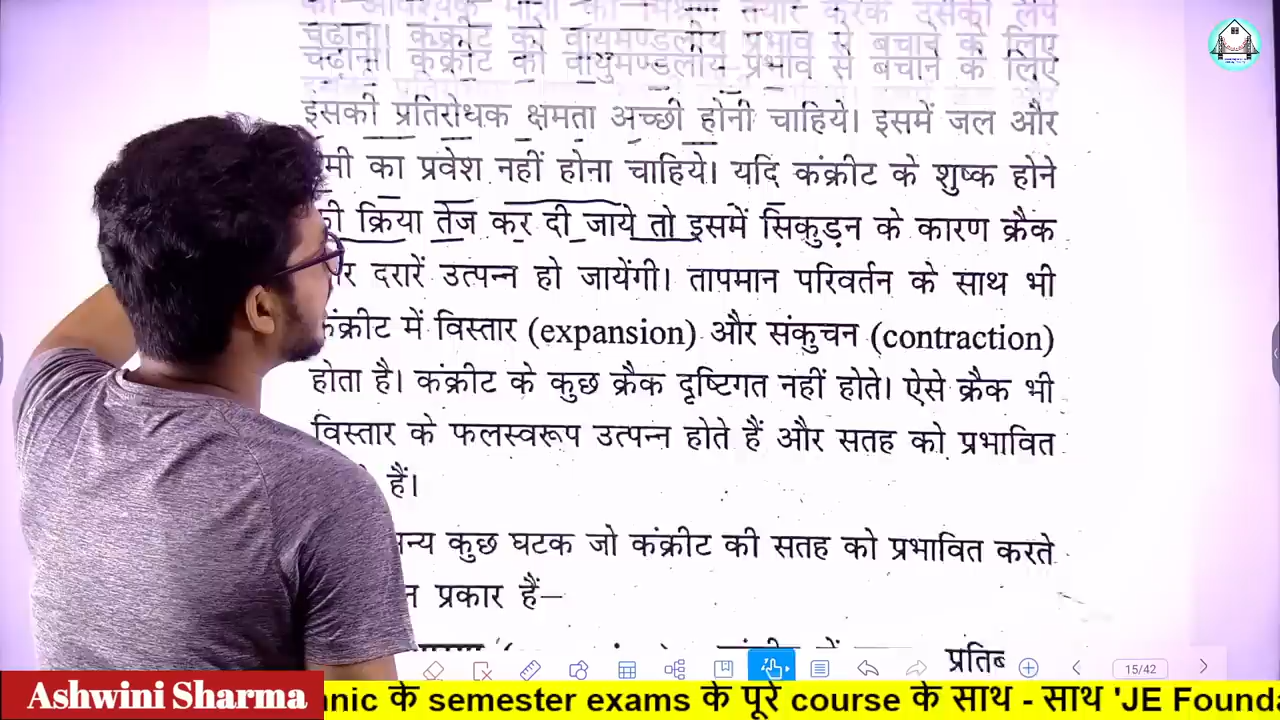 चढ़ाना। कंक्रीट को वायुमण्डलीय प्रभाव से बचाने के लिए
इसकी प्रतिरोधक क्षमता अच्छी होनी चाहिये। इसमें जल और
का प्रवेश नहीं होना चाहिये। यदि कंक्रीट के शुष्क होने
क्रिया तेज कर दी जाये तो इसमें सिकुड़न के कारण क्रैक
दरारें उत्पन्न हो जायेंगी। तापमान परिवर्तन के साथ भी
कंक्रीट में विस्तार (expansion) और संकुचन (contraction)
होता है। कंक्रीट के कुछ क्रैक दृष्टिगत नहीं होते। ऐसे क्रैक भी
विस्तार के फलस्वरूप उत्पन्न होते हैं और सतह को प्रभावित
हैं।
कुछ घटक जो कंक्रीट की सतह को प्रभावित करते
प्रकार हैं—
15/42
Ashwini Sharma
nnic के semester exams के पूरे course के साथ - साथ 'JE Founda